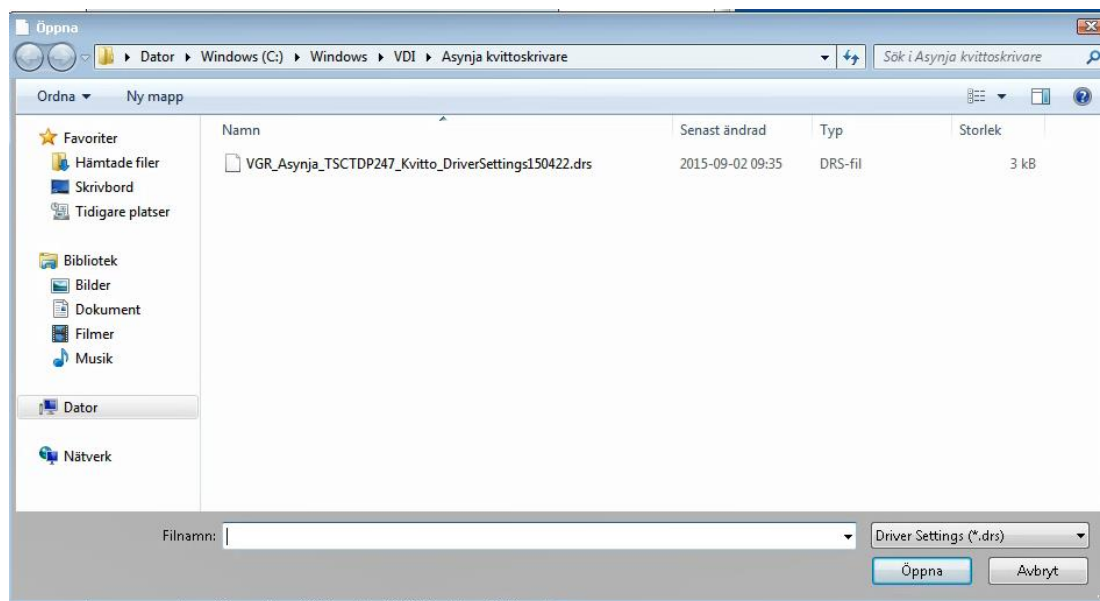 Öppna
Dator Windows (C:) Windows VDI Asynja kvittoskrivare Sök i Asynja kvittoskrivare
Ordna Ny mapp
Namn Senast ändrad Typ Storlek
VGR_Asynja_TSCTDP247_Kvitto_DriverSettings150422.drs 2015-09-02 09:35 DRS-fil 3 kB
Favoriter
Hämtade filer
Skrivbord
Tidigare platser
Bibliotek
Bilder
Dokument
Filmer
Musik
Dator
Nätverk
Filnamn: Driver Settings (*.drs)
Öppna Avbryt